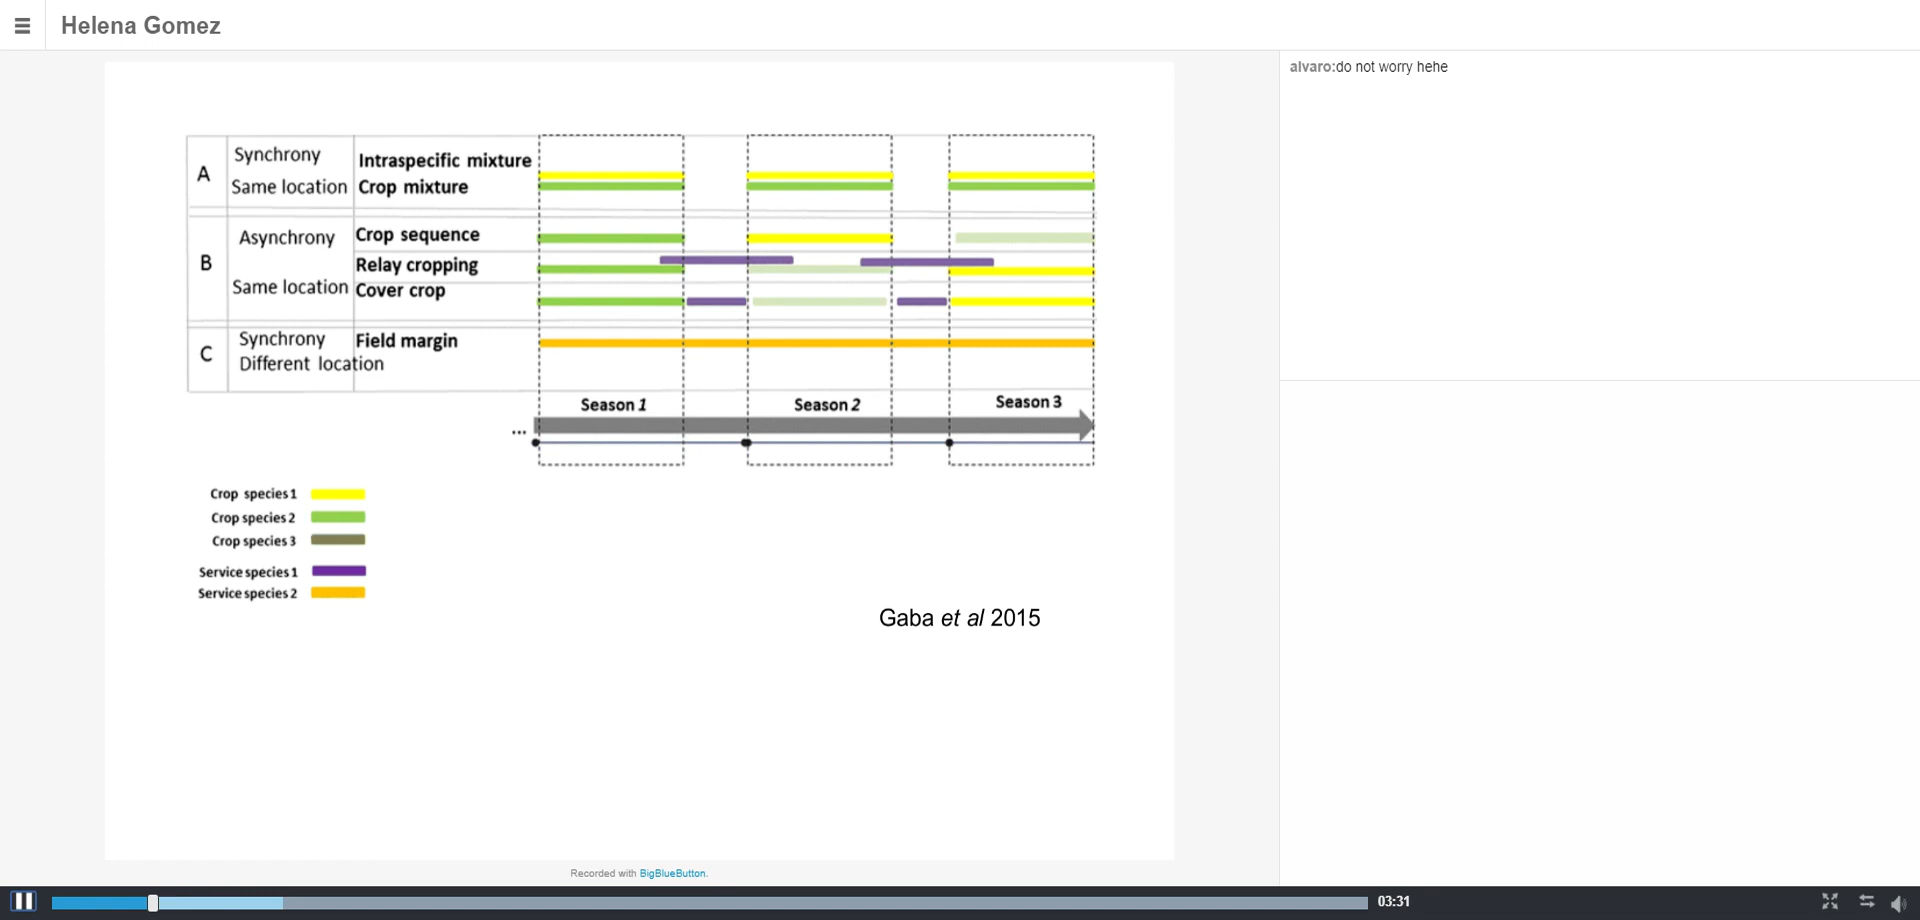 Helena Gomez
alvaro:do not worry hehe
A
Synchrony
Same location
Intraspecific mixture
Crop mixture
B
Asynchrony
Same location
Crop sequence
Relay cropping
Cover crop
C
Synchrony
Different location
Field margin
Season 1
Season 2
Season 3
...
Crop species 1
Crop species 2
Crop species 3
Service species 1
Service species 2
Gaba et al 2015
Recorded with BigBlueButton.
03:31